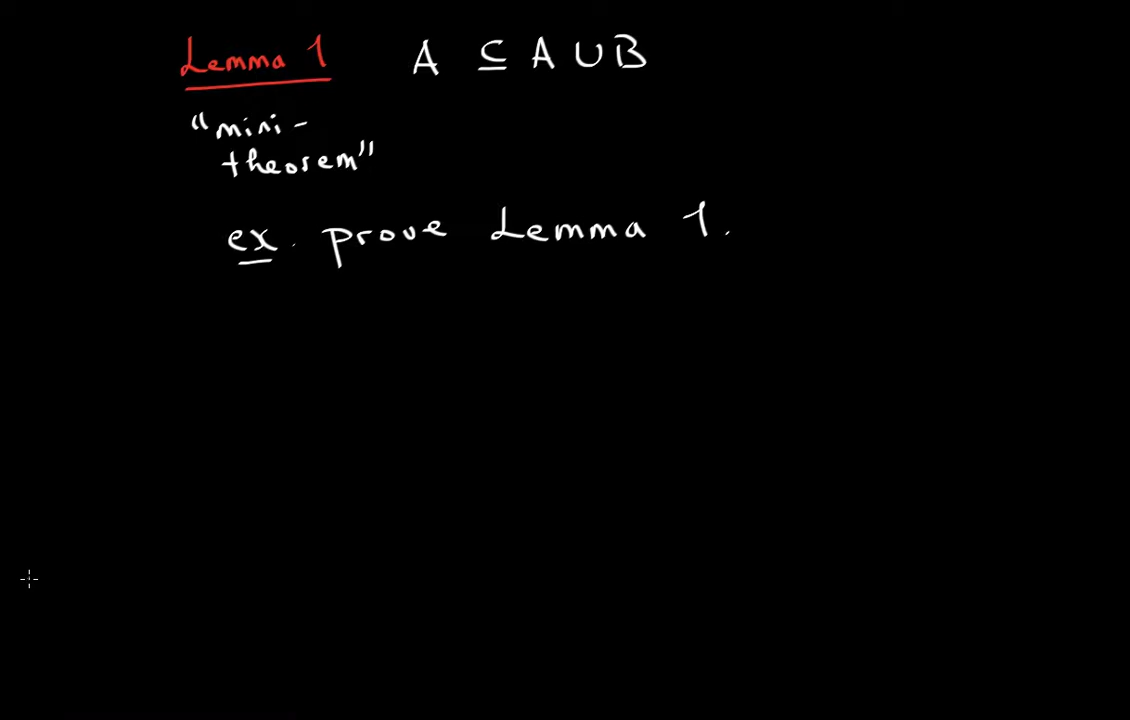 Lemma 1 A ⊆ A ∪ B
"mini-
theorem"
ex. prove Lemma 1.